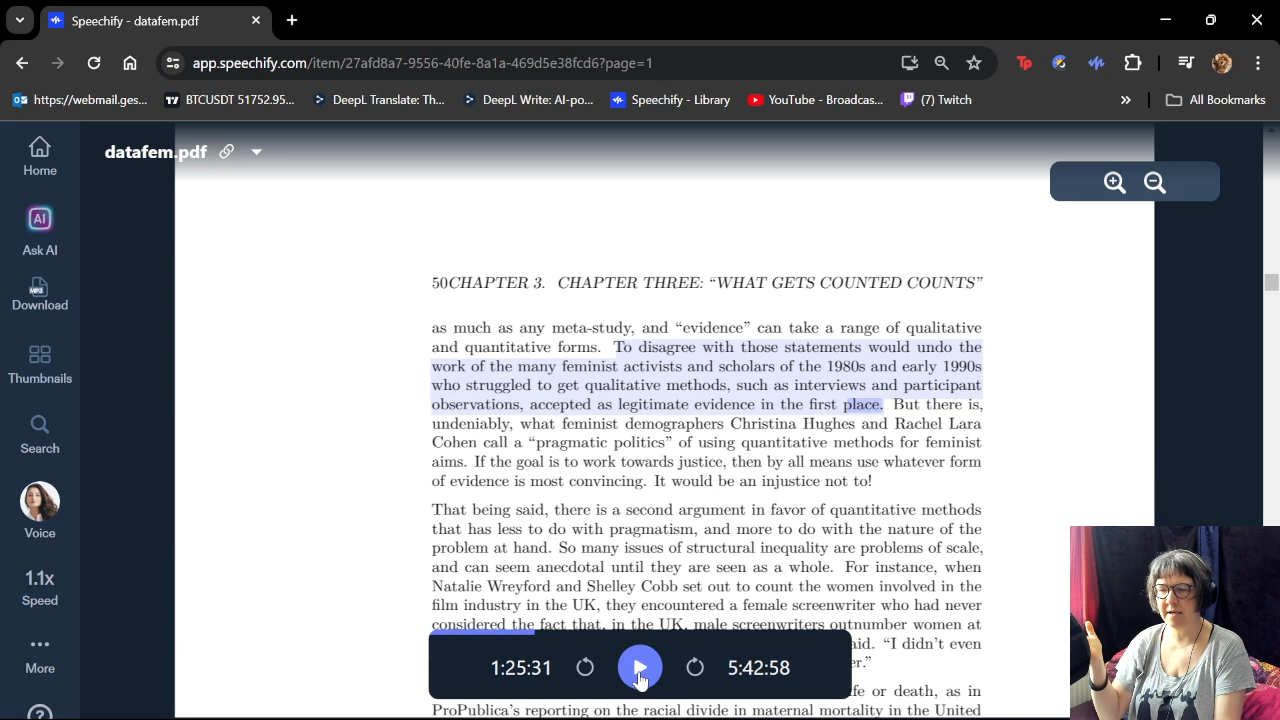 Speechify - datafem.pdf
app.speechify.com/item/27afd8a7-9556-40fe-8a1a-469d5e38fcd6?page=1
Tp
https://webmail.ges...
BTCUSDT 51752.95...
DeepL Translate: Th...
DeepL Write: AI-po...
Speechify - Library
YouTube - Broadcas...
(7) Twitch
All Bookmarks
datafem.pdf
Home
AI
Ask AI
MP3
Download
Thumbnails
Search
Voice
1.1x
Speed
More
50CHAPTER 3. CHAPTER THREE: “WHAT GETS COUNTED COUNTS”
as much as any meta-study, and “evidence” can take a range of qualitative
and quantitative forms. To disagree with those statements would undo the
work of the many feminist activists and scholars of the 1980s and early 1990s
who struggled to get qualitative methods, such as interviews and participant
observations, accepted as legitimate evidence in the first place. But there is,
undeniably, what feminist demographers Christina Hughes and Rachel Lara
Cohen call a “pragmatic politics” of using quantitative methods for feminist
aims. If the goal is to work towards justice, then by all means use whatever form
of evidence is most convincing. It would be an injustice not to!
That being said, there is a second argument in favor of quantitative methods
that has less to do with pragmatism, and more to do with the nature of the
problem at hand. So many issues of structural inequality are problems of scale,
and can seem anecdotal until they are seen as a whole. For instance, when
Natalie Wreyford and Shelley Cobb set out to count the women involved in the
film industry in the UK, they encountered a female screenwriter who had never
considered the fact that, in the UK, male screenwriters outnumber women at
aid. “I didn’t even
er.”
fe or death, as in
ProPublica’s reporting on the racial divide in maternal mortality in the United
1:25:31
5:42:58